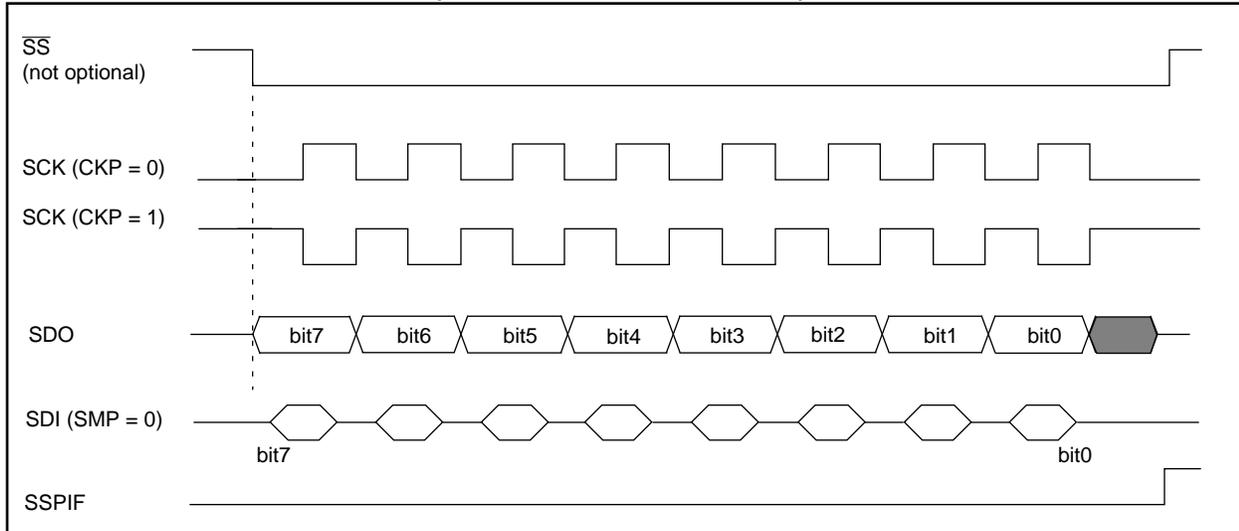 SS
(not optional)
SCK (CKP = 0)
SCK (CKP = 1)
SDO
bit7 bit6 bit5 bit4 bit3 bit2 bit1 bit0
SDI (SMP = 0)
bit7 bit0
SSPIF